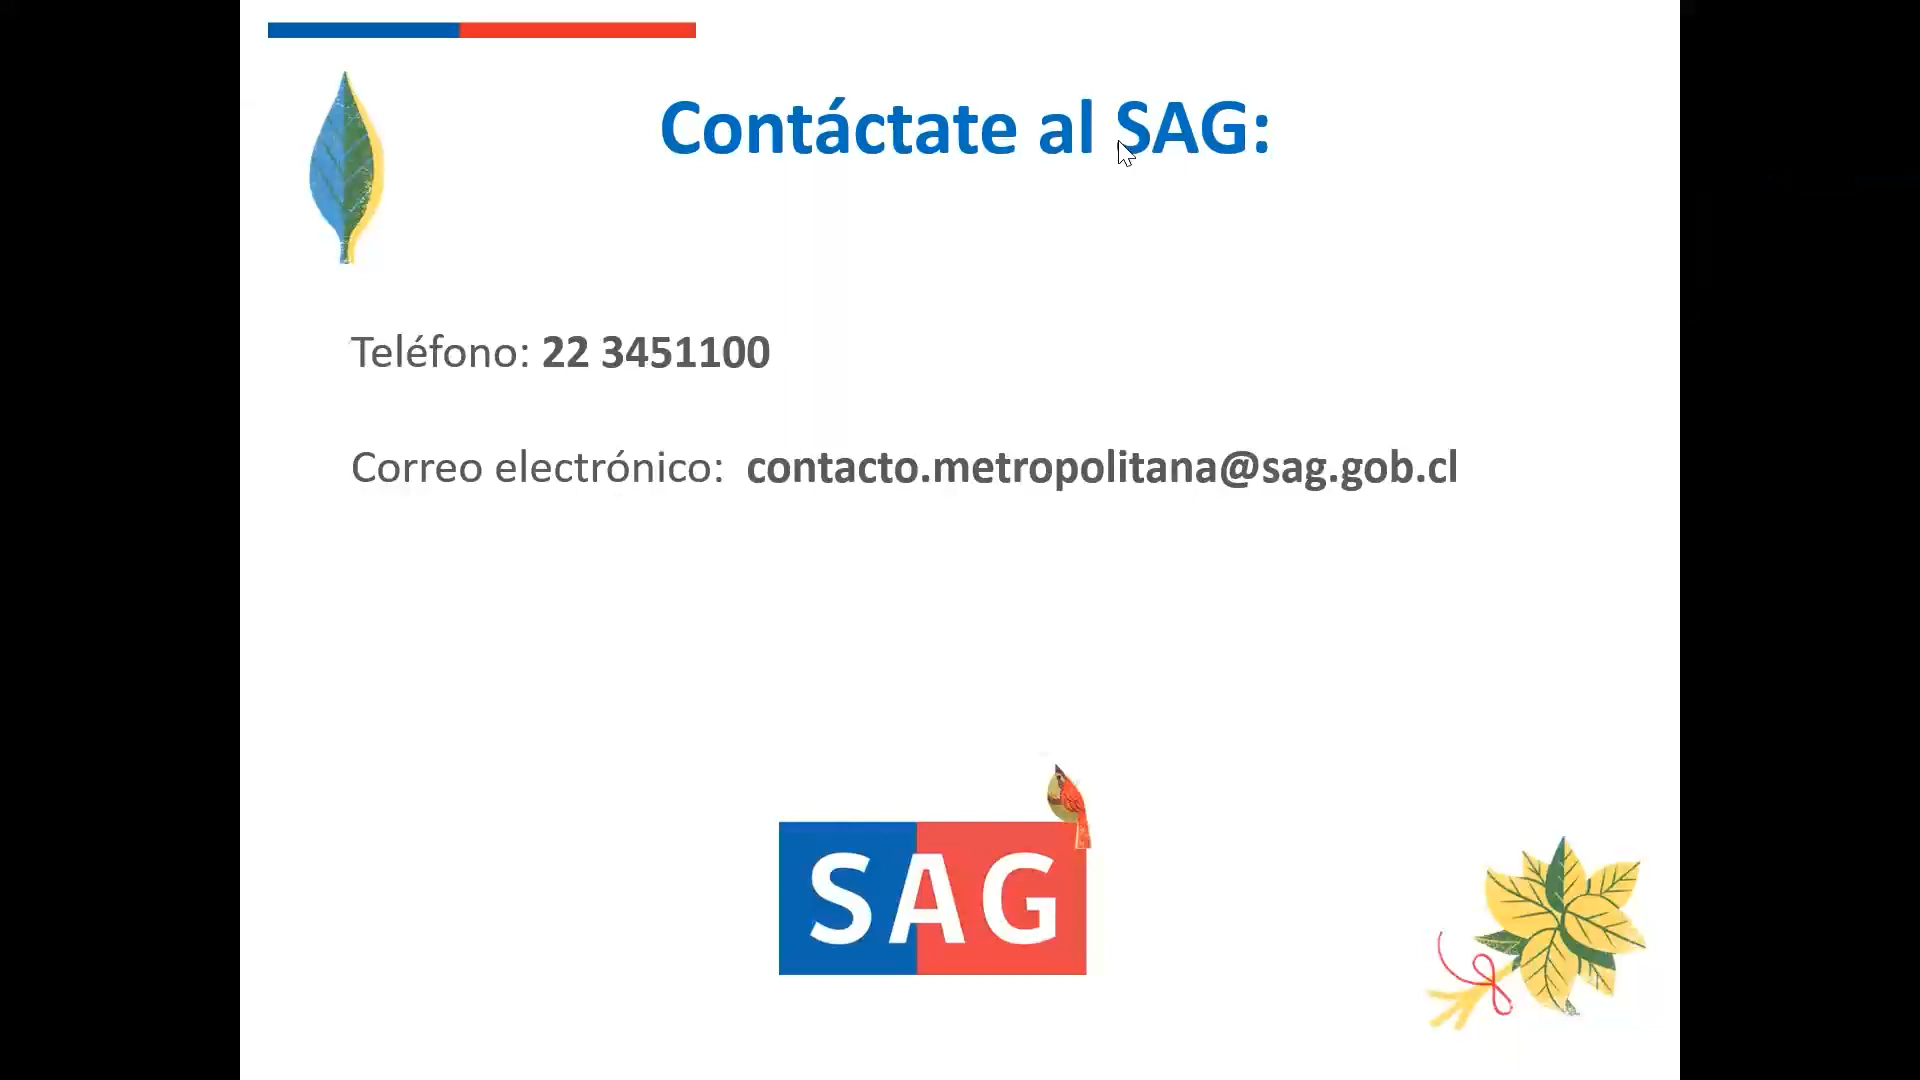 Contáctate al SAG:
Teléfono: 22 3451100
Correo electrónico: contacto.metropolitana@sag.gob.cl
SAG